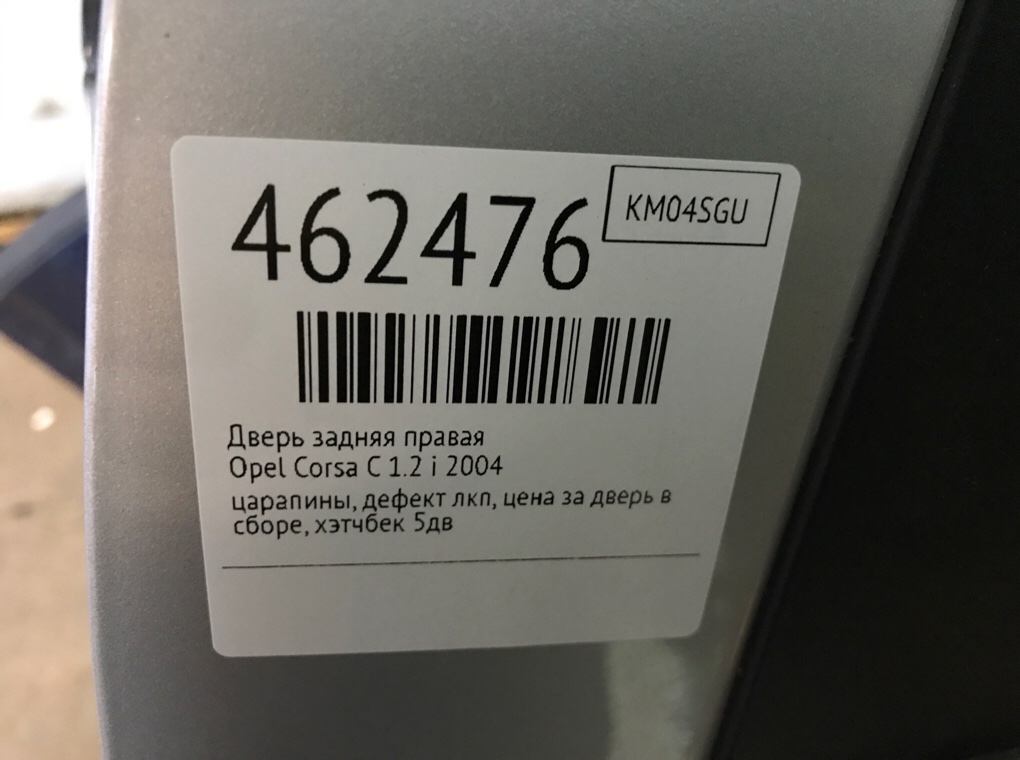 462476
KM04SGU
Дверь задняя правая
Opel Corsa C 1.2 i 2004
царапины, дефект лкп, цена за дверь в
сборе, хэтчбек 5дв